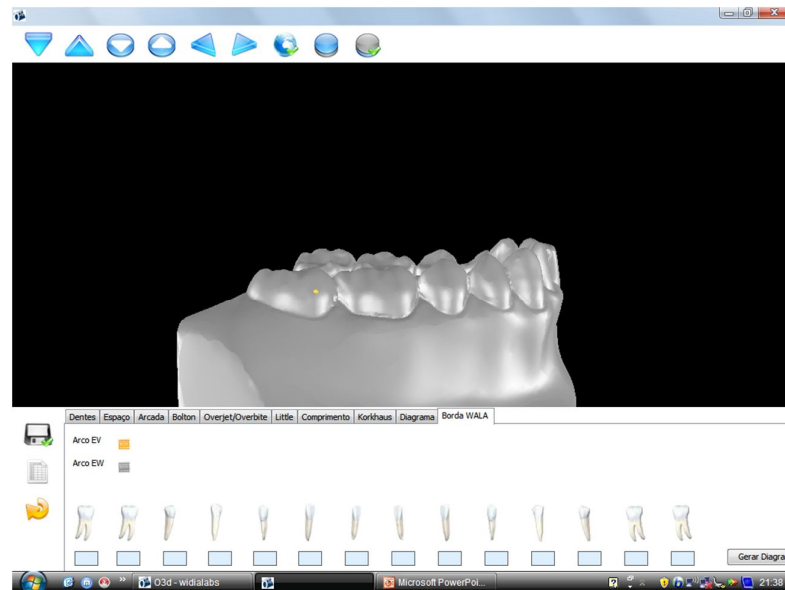 Dentes Espaço Arcada Bolton Overjet/Overbite Little Comprimento Korkhaus Diagrama Borda WALA
Arco EV
Arco EW
Gerar Diagra
O3d - widialabs
Microsoft PowerPoi...
21:38